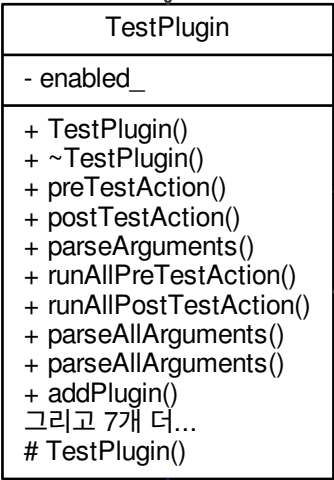 TestPlugin
- enabled_
+ TestPlugin()
+ ~TestPlugin()
+ preTestAction()
+ postTestAction()
+ parseArguments()
+ runAllPreTestAction()
+ runAllPostTestAction()
+ parseAllArguments()
+ parseAllArguments()
+ addPlugin()
그리고 7개 더...
# TestPlugin()